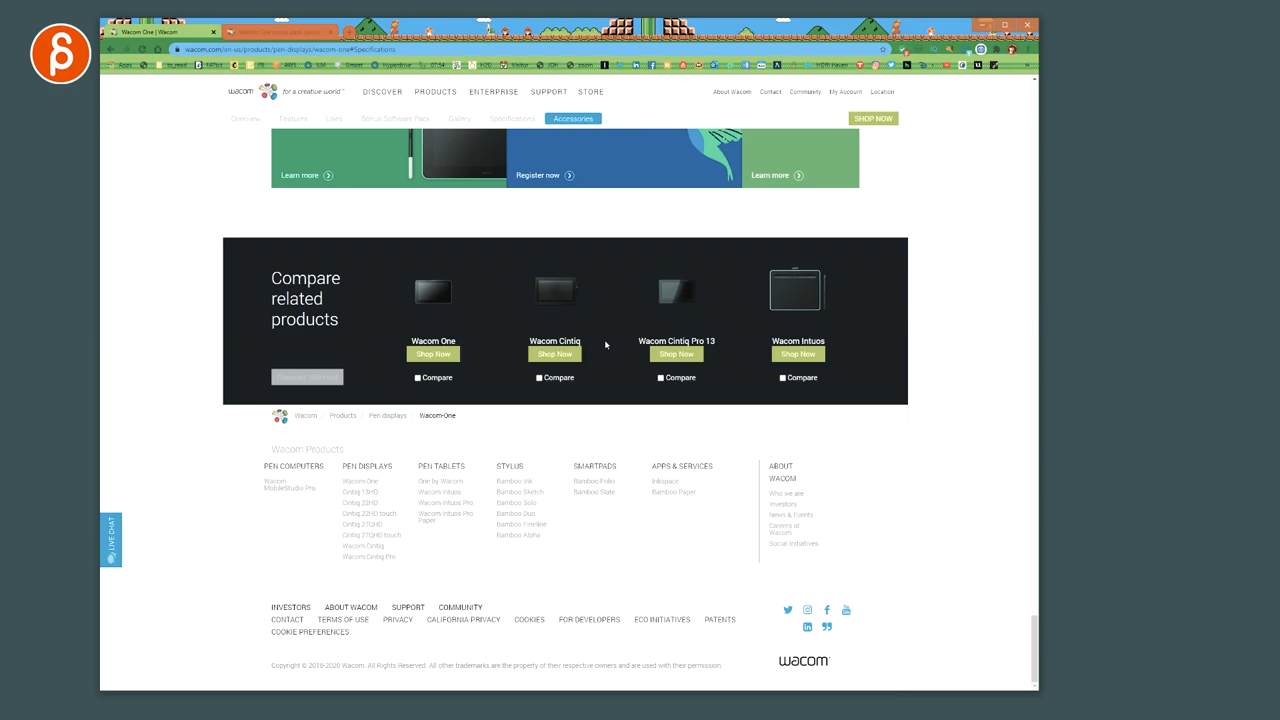 Wacom One | Wacom
wacom.com/en-us/products/pen-displays/wacom-one#Specifications
Apps
wacom for a creative world™
DISCOVER PRODUCTS ENTERPRISE SUPPORT STORE
About Wacom Contact Community My Account Location
Overview Features Uses Bonus Software Pack Gallery Specifications Accessories
SHOP NOW
Learn more Register now Learn more
Compare
related
products
Wacom One Wacom Cintiq Wacom Cintiq Pro 13 Wacom Intuos
Shop Now Shop Now Shop Now Shop Now
Compare Compare Compare Compare
Wacom / Products / Pen displays / Wacom-One
Wacom Products
PEN COMPUTERS
Wacom
MobileStudio Pro
PEN DISPLAYS
Wacom One
Cintiq 13HD
Cintiq 22HD
Cintiq 22HD touch
Cintiq 27QHD
Cintiq 27QHD touch
Wacom Cintiq
Wacom Cintiq Pro
PEN TABLETS
One by Wacom
Wacom Intuos
Wacom Intuos Pro
Wacom Intuos Pro
Paper
STYLUS
Bamboo Ink
Bamboo Sketch
Bamboo Solo
Bamboo Duo
Bamboo Fineline
Bamboo Alpha
SMARTPADS
Bamboo Folio
Bamboo Slate
APPS & SERVICES
Inkspace
Bamboo Paper
ABOUT
WACOM
Who we are
Investors
News & Events
Careers at
Wacom
Social Initiatives
LIVE CHAT
INVESTORS ABOUT WACOM SUPPORT COMMUNITY
CONTACT TERMS OF USE PRIVACY CALIFORNIA PRIVACY COOKIES FOR DEVELOPERS ECO INITIATIVES PATENTS
COOKIE PREFERENCES
Copyright © 2018-2020 Wacom. All Rights Reserved. All other trademarks are the property of their respective owners and are used with their permission.
wacom